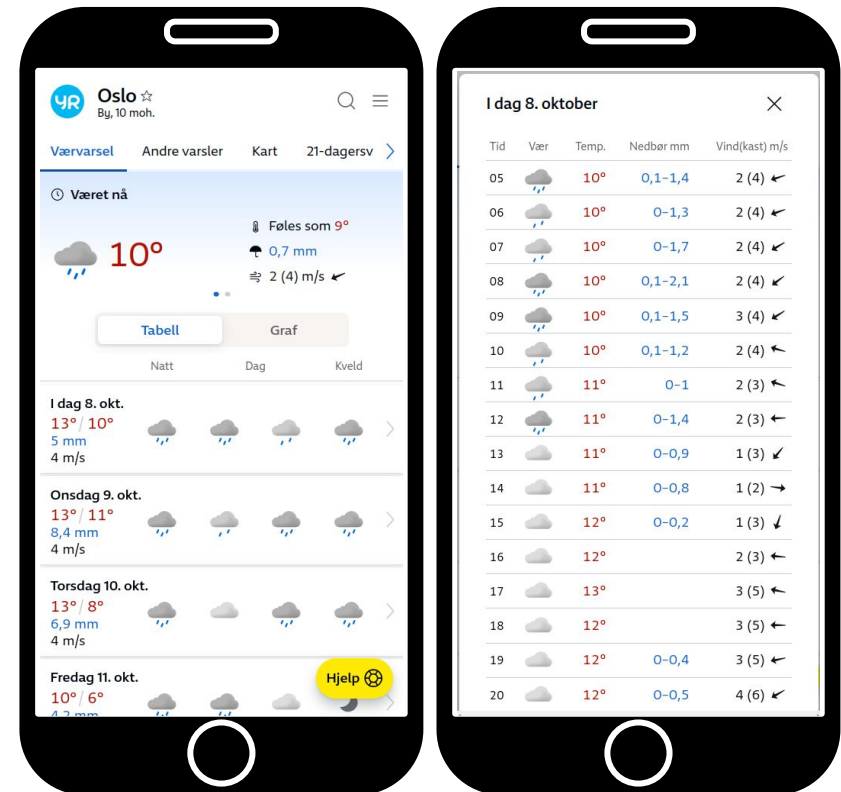 yr
Oslo ☆
By, 10 moh.
Værvarsel Andre varsler Kart 21-dagersv
Været nå
10°
Føles som 9°
0,7 mm
2 (4) m/s
Tabell Graf
Natt Dag Kveld
I dag 8. okt.
13°/10°
5 mm
4 m/s
Onsdag 9. okt.
13°/11°
8,4 mm
4 m/s
Torsdag 10. okt.
13°/8°
6,9 mm
4 m/s
Fredag 11. okt.
10°/6°
4,2 mm
Hjelp
I dag 8. oktober
Tid Vær Temp. Nedbør mm Vind(kast) m/s
05 10° 0,1–1,4 2 (4)
06 10° 0–1,3 2 (4)
07 10° 0–1,7 2 (4)
08 10° 0,1–2,1 2 (4)
09 10° 0,1–1,5 3 (4)
10 10° 0,1–1,2 2 (4)
11 11° 0–1 2 (3)
12 11° 0–1,4 2 (3)
13 11° 0–0,9 1 (3)
14 11° 0–0,8 1 (2)
15 12° 0–0,2 1 (3)
16 12° 2 (3)
17 13° 3 (5)
18 12° 3 (5)
19 12° 0–0,4 3 (5)
20 12° 0–0,5 4 (6)